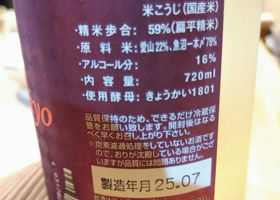 米こうじ(国産米)
・精米歩合: 59%(扁平精米)
・原料米: 愛山22%、魚沼一本〆78%
・アルコール分: 16%
・内容量: 720ml
・使用酵母: きょうかい1801
品質保持のため、できるだけ冷蔵保
管をお願い致します。開封後はなる
べく早くお召し上がり下さい。
※炭素濾過処理をしていないお酒です
ので、おりが沈殿している場合がござ
いますが品質には問題ありません。
製造年月 25.07
yo